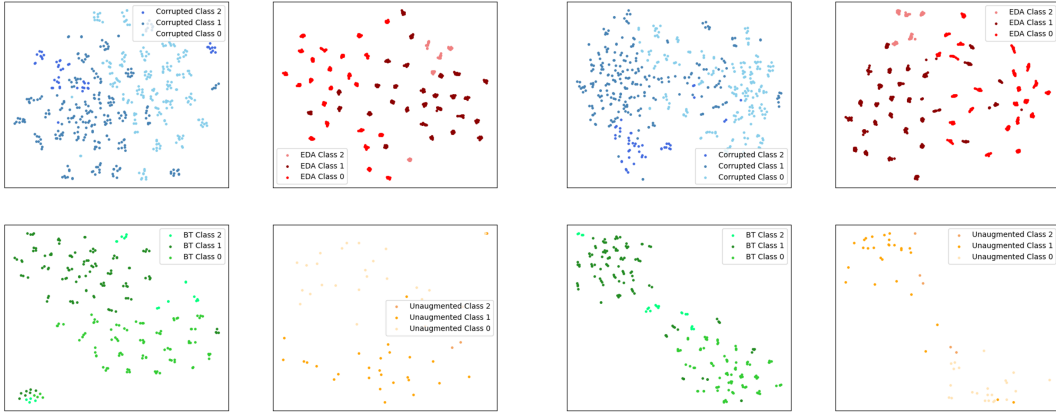 Corrupted Class 2
Corrupted Class 1
Corrupted Class 0
EDA Class 2
EDA Class 1
EDA Class 0
Corrupted Class 2
Corrupted Class 1
Corrupted Class 0
EDA Class 2
EDA Class 1
EDA Class 0
BT Class 2
BT Class 1
BT Class 0
Unaugmented Class 2
Unaugmented Class 1
Unaugmented Class 0
BT Class 2
BT Class 1
BT Class 0
Unaugmented Class 2
Unaugmented Class 1
Unaugmented Class 0